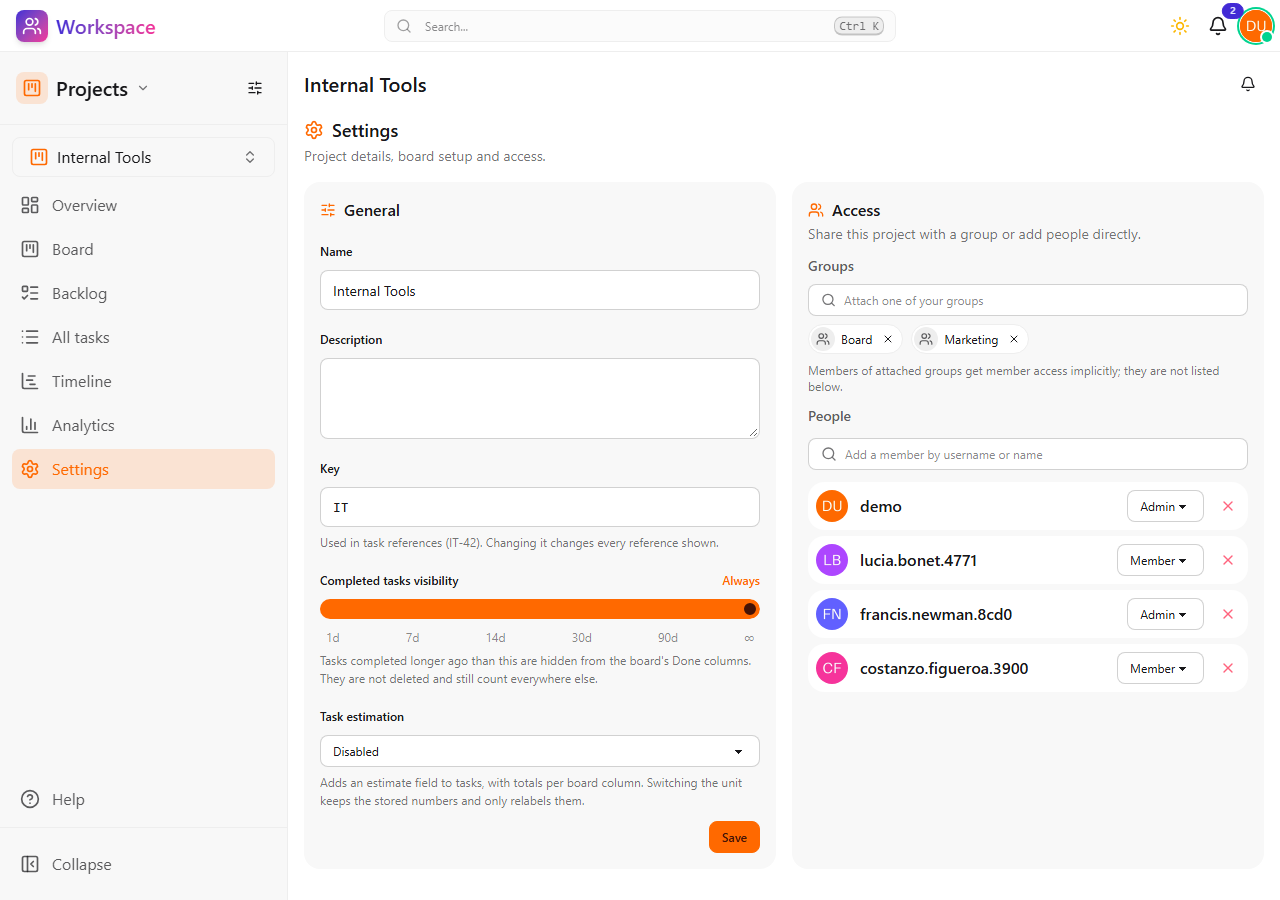 Workspace
Search...
Ctrl K
2
DU
Projects
Internal Tools
Overview
Board
Backlog
All tasks
Timeline
Analytics
Settings
Help
Collapse
Internal Tools
Settings
Project details, board setup and access.
General
Name
Internal Tools
Description
Key
IT
Used in task references (IT-42). Changing it changes every reference shown.
Completed tasks visibility
Always
1d
7d
14d
30d
90d
∞
Tasks completed longer ago than this are hidden from the board's Done columns.
They are not deleted and still count everywhere else.
Task estimation
Disabled
Adds an estimate field to tasks, with totals per board column. Switching the unit
keeps the stored numbers and only relabels them.
Save
Access
Share this project with a group or add people directly.
Groups
Attach one of your groups
Board
Marketing
Members of attached groups get member access implicitly; they are not listed
below.
People
Add a member by username or name
DU demo Admin
LB lucia.bonet.4771 Member
FN francis.newman.8cd0 Admin
CF costanzo.figueroa.3900 Member